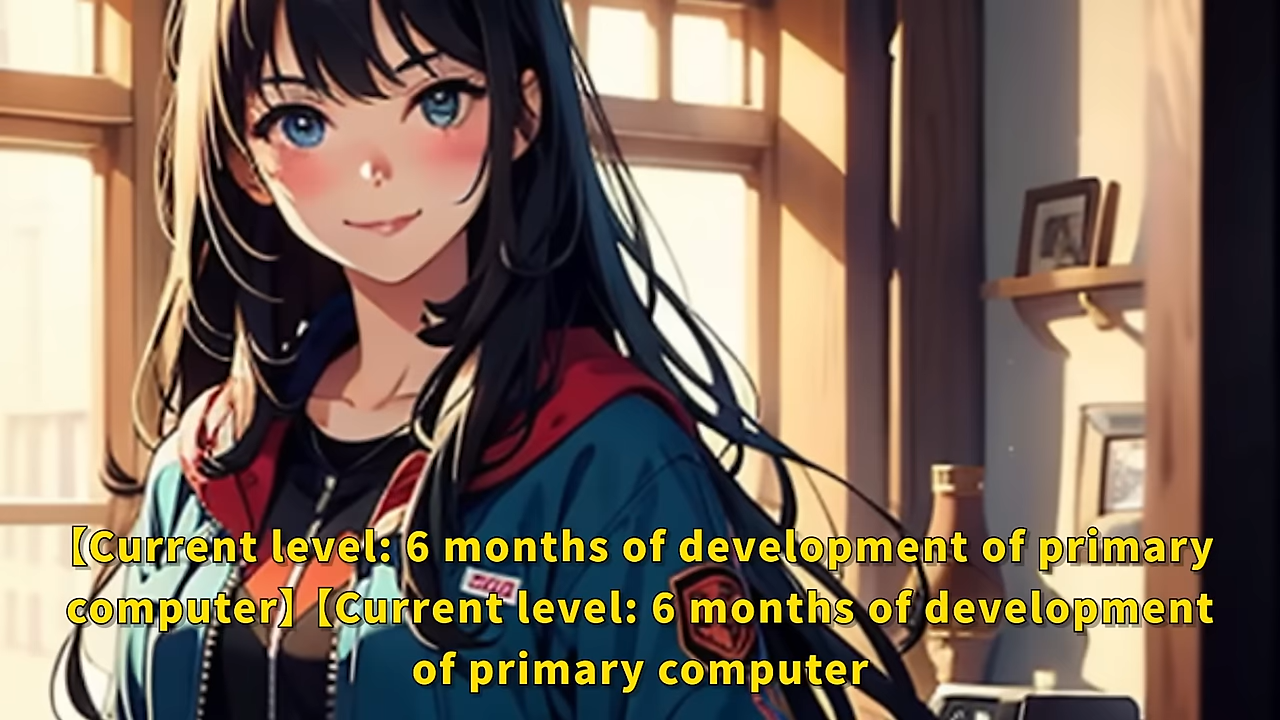 【Current level: 6 months of development of primary
computer】【Current level: 6 months of development
of primary computer